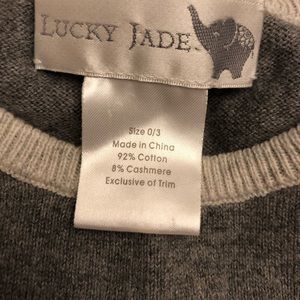 LUCKY JADE
Size 0/3
Made in China
92% Cotton
8% Cashmere
Exclusive of Trim